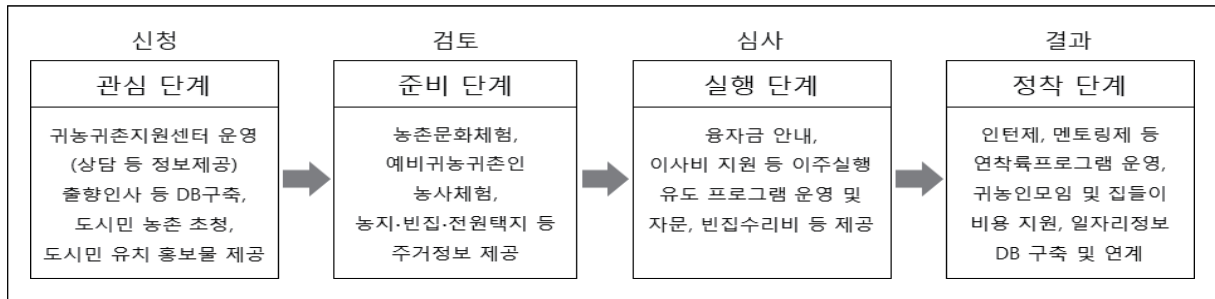 신청
관심 단계
귀농귀촌지원센터 운영
(상담 등 정보제공)
출향인사 등 DB구축,
도시민 농촌 초청,
도시민 유치 홍보물 제공
검토
준비 단계
농촌문화체험,
예비귀농귀촌인
농사체험,
농지·빈집·전원택지 등
주거정보 제공
심사
실행 단계
융자금 안내,
이사비 지원 등 이주실행
유도 프로그램 운영 및
자문, 빈집수리비 등 제공
결과
정착 단계
인턴제, 멘토링제 등
연착륙프로그램 운영,
귀농인모임 및 집들이
비용 지원, 일자리정보
DB 구축 및 연계